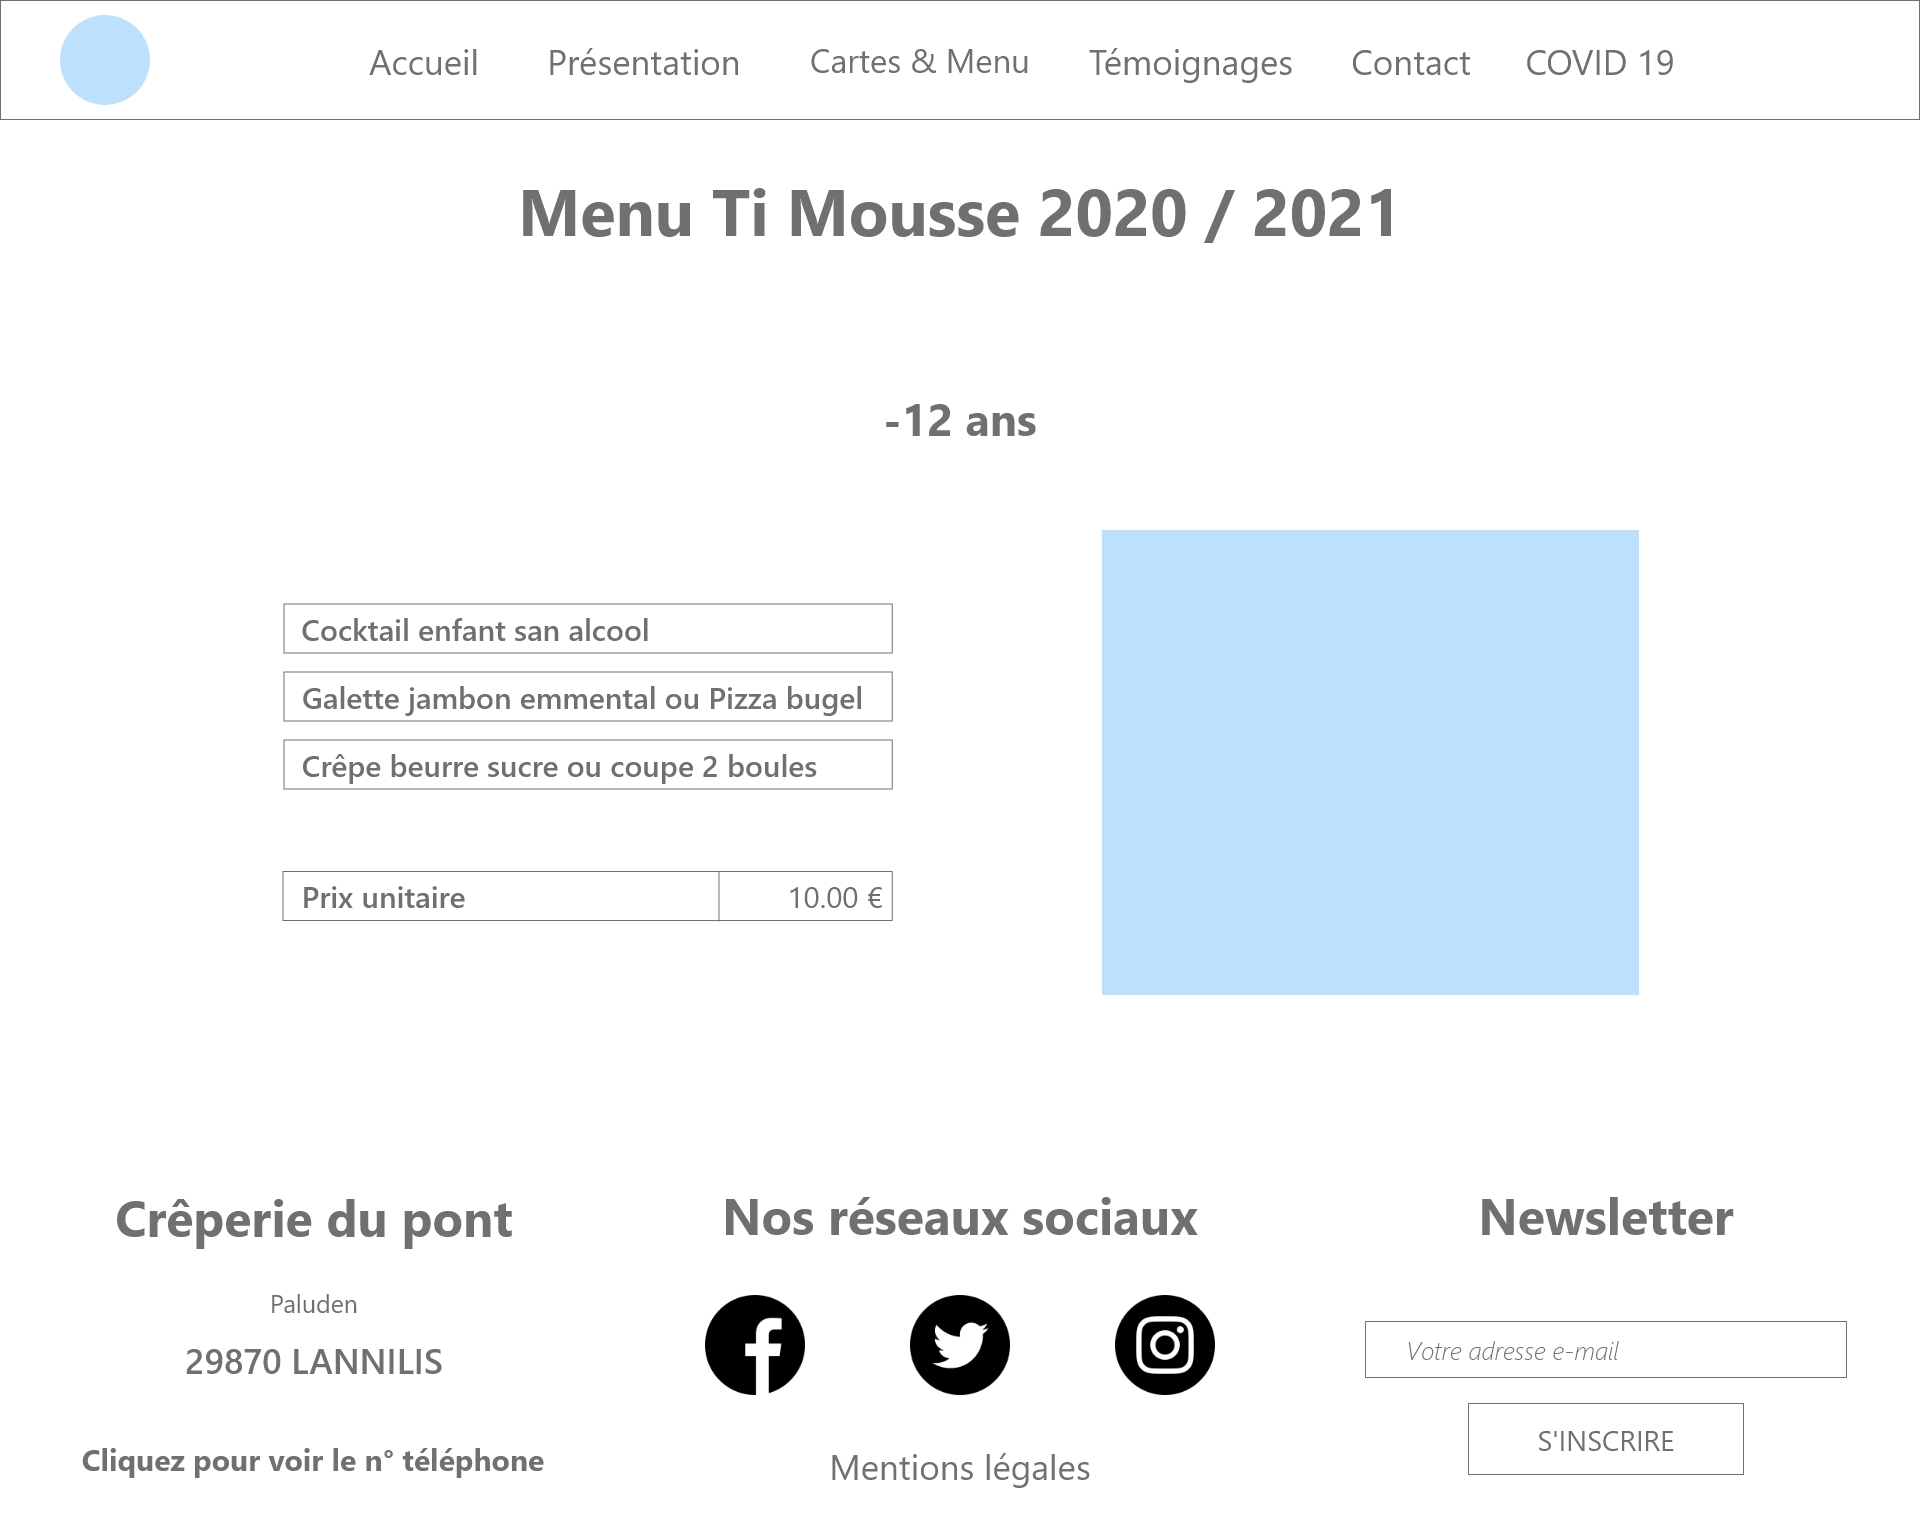 Accueil Présentation Cartes & Menu Témoignages Contact COVID 19
Menu Ti Mousse 2020 / 2021
-12 ans
Cocktail enfant san alcool
Galette jambon emmental ou Pizza bugel
Crêpe beurre sucre ou coupe 2 boules
Prix unitaire 10.00 €
Crêperie du pont
Paluden
29870 LANNILIS
Cliquez pour voir le n° téléphone
Nos réseaux sociaux
Mentions légales
Newsletter
Votre adresse e-mail
S'INSCRIRE